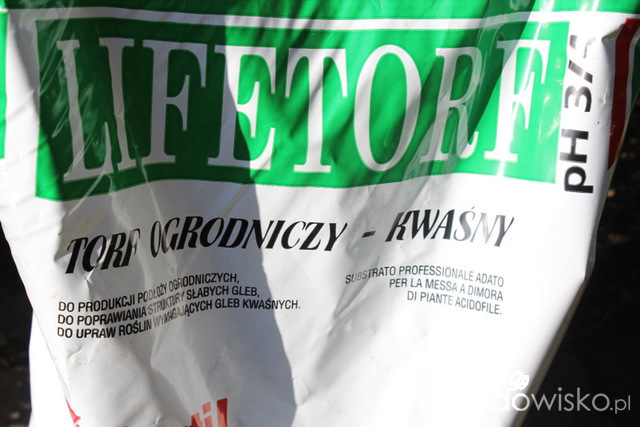 LIFETORF
PH 3/
TORF OGRODNICZY - KWAŚNY
DO PRODUKCJI PODŁOŻY OGRODNICZYCH,
DO POPRAWIANIA STRUKTURY SŁABYCH GLEB,
DO UPRAW ROŚLIN WYMAGAJĄCYCH GLEB KWAŚNYCH.
SUBSTRATO PROFESSIONALE ADATO
PER LA MESSA A DIMORA
DI PIANTE ACIDOFILE.